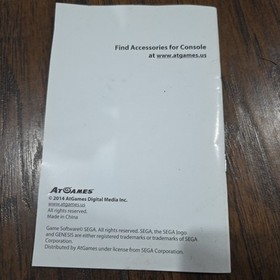 Find Accessories for Console
at www.atgames.us
ATGAMES
© 2014 AtGames Digital Media Inc.
www.atgames.us
All rights reserved.
Made in China
Game Software© SEGA. All rights reserved. SEGA, the SEGA logo
and GENESIS are either registered trademarks or trademarks of SEGA
Corporation.
Distributed by AtGames under license from SEGA Corporation.